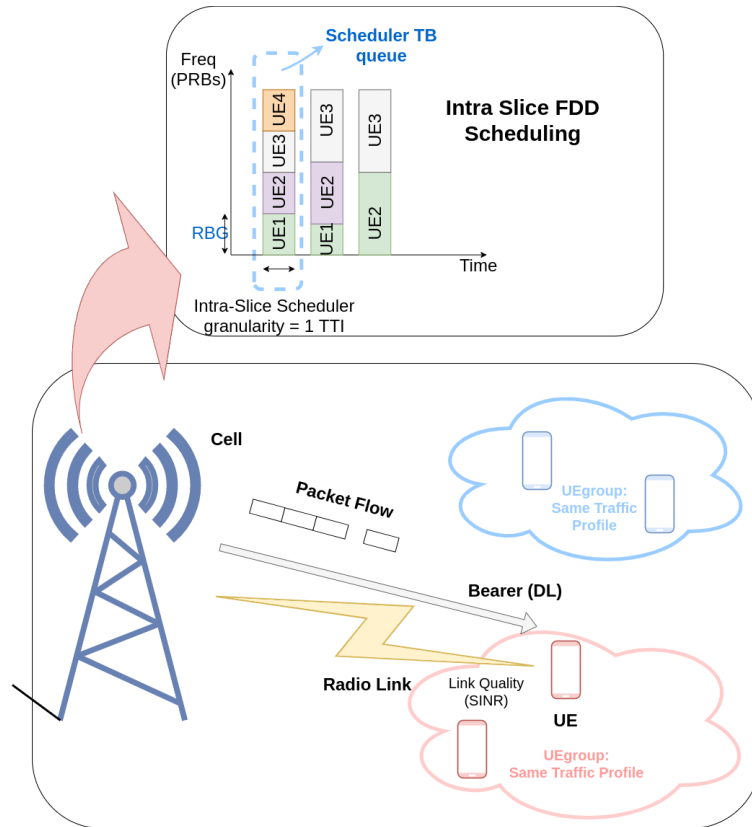 Scheduler TB
queue
Freq
(PRBs)
Intra Slice FDD
Scheduling
UE4
UE3
UE2
UE1
UE3
UE2
UE1
UE3
UE2
RBG
Time
Intra-Slice Scheduler
granularity = 1 TTI
Cell
Packet Flow
UEgroup:
Same Traffic
Profile
Bearer (DL)
Radio Link
Link Quality
(SINR)
UE
UEgroup:
Same Traffic Profile